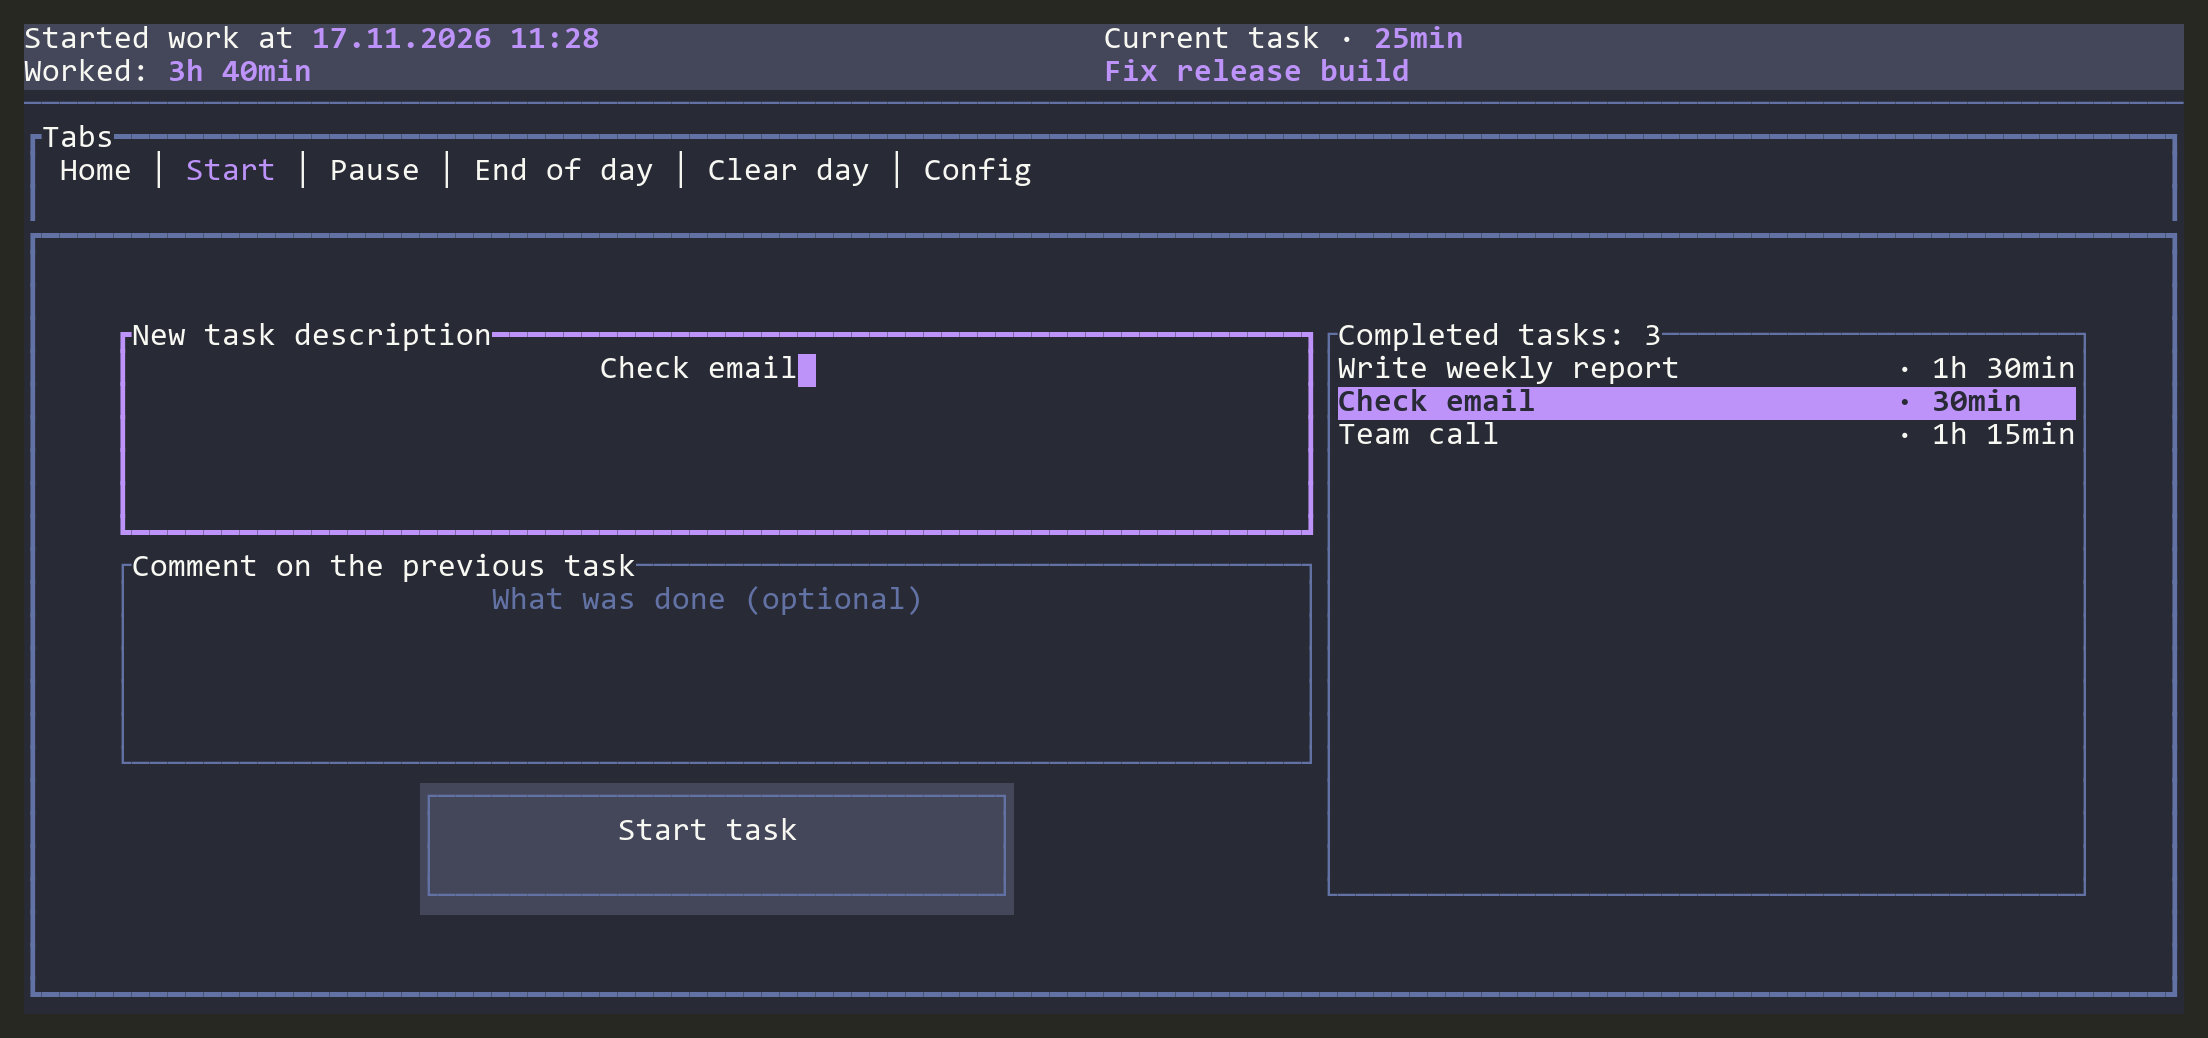 Started work at 17.11.2026 11:28
Worked: 3h 40min
Current task · 25min
Fix release build
Tabs
Home │ Start │ Pause │ End of day │ Clear day │ Config
New task description
Check email
Comment on the previous task
What was done (optional)
Start task
Completed tasks: 3
Write weekly report · 1h 30min
Check email · 30min
Team call · 1h 15min